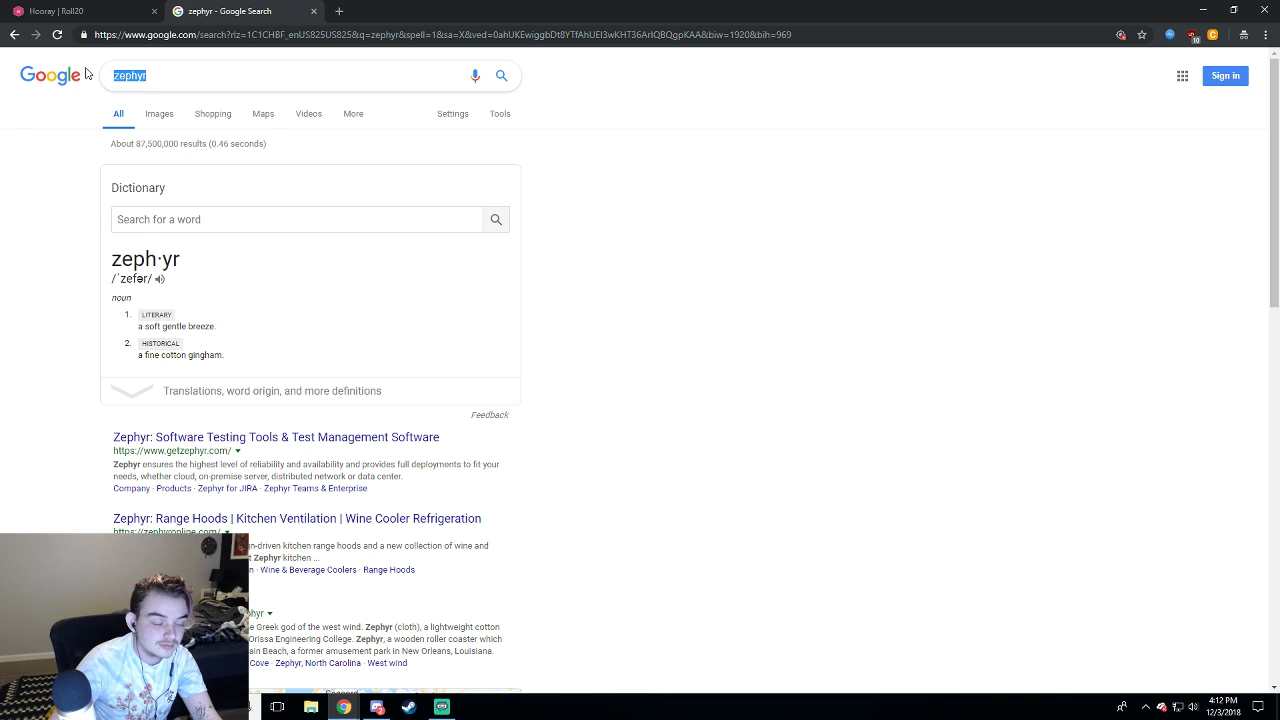 Hooray | Roll20
zephyr - Google Search
https://www.google.com/search?rlz=1C1CHBF_enUS825US825&q=zephyr&spell=1&sa=X&ved=0ahUKEwiggbDt8YTfAhUEI3wKHT36ArIQBQgpKAA&biw=1920&bih=969
10
Google
zephyr
Sign in
All Images Shopping Maps Videos More Settings Tools
About 87,500,000 results (0.46 seconds)
Dictionary
Search for a word
zeph·yr
/ˈzefər/
noun
1. LITERARY
a soft gentle breeze.
2. HISTORICAL
a fine cotton gingham.
Translations, word origin, and more definitions
Feedback
Zephyr: Software Testing Tools & Test Management Software
https://www.getzephyr.com/
Zephyr ensures the highest level of reliability and availability and provides full deployments to fit your
needs, whether cloud, on-premise server, distributed network or data center.
Company · Products · Zephyr for JIRA · Zephyr Teams & Enterprise
Zephyr: Range Hoods | Kitchen Ventilation | Wine Cooler Refrigeration
https://zephyronline.com/
gn-driven kitchen range hoods and a new collection of wine and
t Zephyr kitchen ...
n · Wine & Beverage Coolers · Range Hoods
hyr
e Greek god of the west wind. Zephyr (cloth), a lightweight cotton
Orissa Engineering College. Zephyr, a wooden roller coaster which
ain Beach, a former amusement park in New Orleans, Louisiana.
Cove · Zephyr, North Carolina · West wind
4:12 PM
12/3/2018